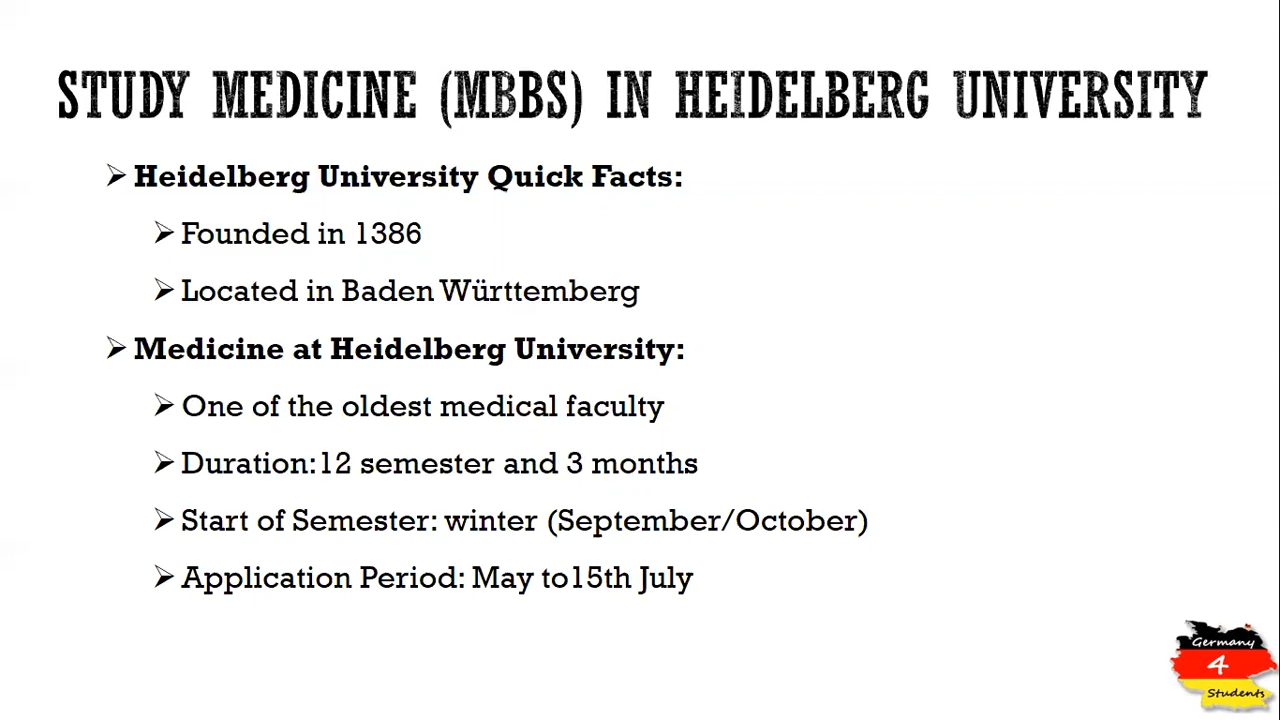 STUDY MEDICINE (MBBS) IN HEIDELBERG UNIVERSITY
➢ Heidelberg University Quick Facts:
➢ Founded in 1386
➢ Located in Baden Württemberg
➢ Medicine at Heidelberg University:
➢ One of the oldest medical faculty
➢ Duration:12 semester and 3 months
➢ Start of Semester: winter (September/October)
➢ Application Period: May to15th July
Germany
4
Students